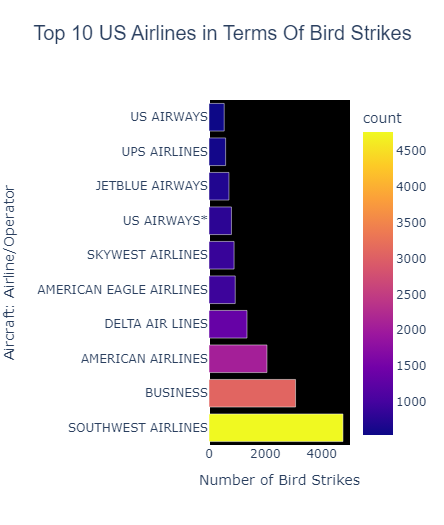 Top 10 US Airlines in Terms Of Bird Strikes
count
US AIRWAYS
UPS AIRLINES
JETBLUE AIRWAYS
US AIRWAYS*
SKYWEST AIRLINES
AMERICAN EAGLE AIRLINES
DELTA AIR LINES
AMERICAN AIRLINES
BUSINESS
SOUTHWEST AIRLINES
Aircraft: Airline/Operator
0 2000 4000
Number of Bird Strikes
4500
4000
3500
3000
2500
2000
1500
1000